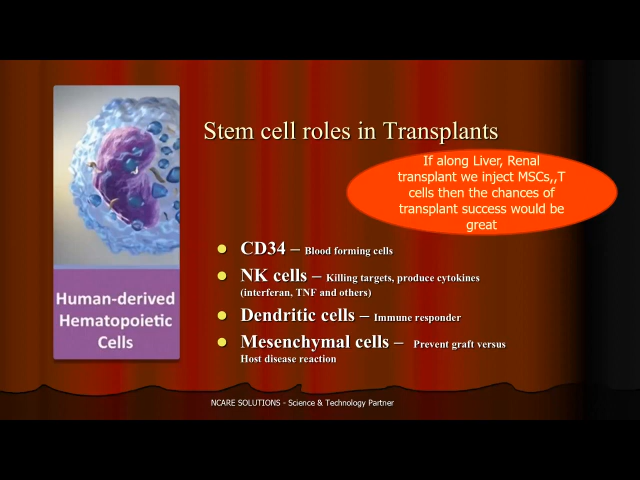 Stem cell roles in Transplants
If along Liver, Renal
transplant we inject MSCs,,T
cells then the chances of
transplant success would be
great
CD34 – Blood forming cells
NK cells – Killing targets, produce cytokines
(interferan, TNF and others)
Dendritic cells – Immune responder
Mesenchymal cells – Prevent graft versus
Host disease reaction
Human-derived
Hematopoietic
Cells
NCARE SOLUTIONS - Science & Technology Partner